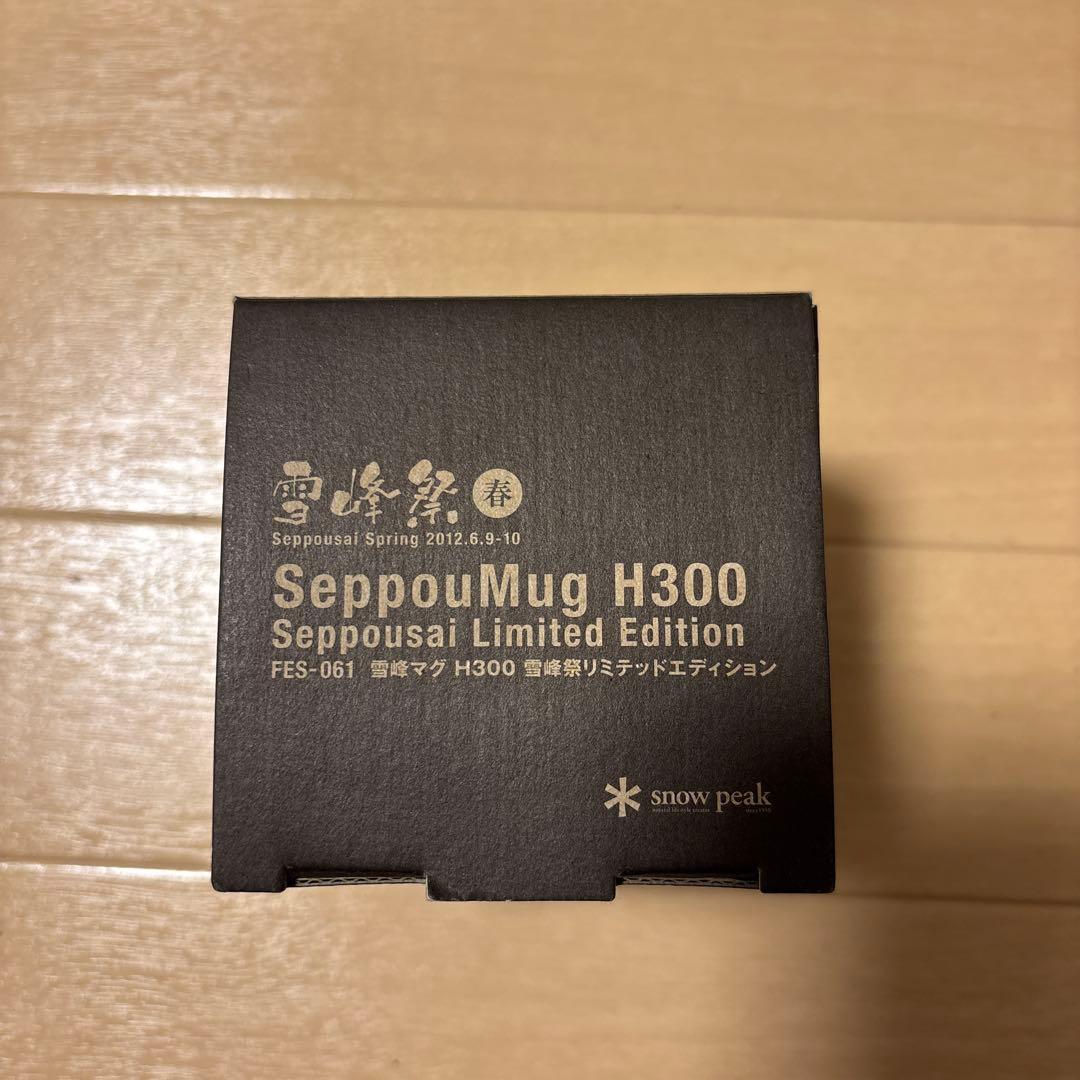 雪峰祭 春
Seppousai Spring 2012.6.9-10
SeppouMug H300
Seppousai Limited Edition
FES-061 雪峰マグ H300 雪峰祭リミテッドエディション
snow peak